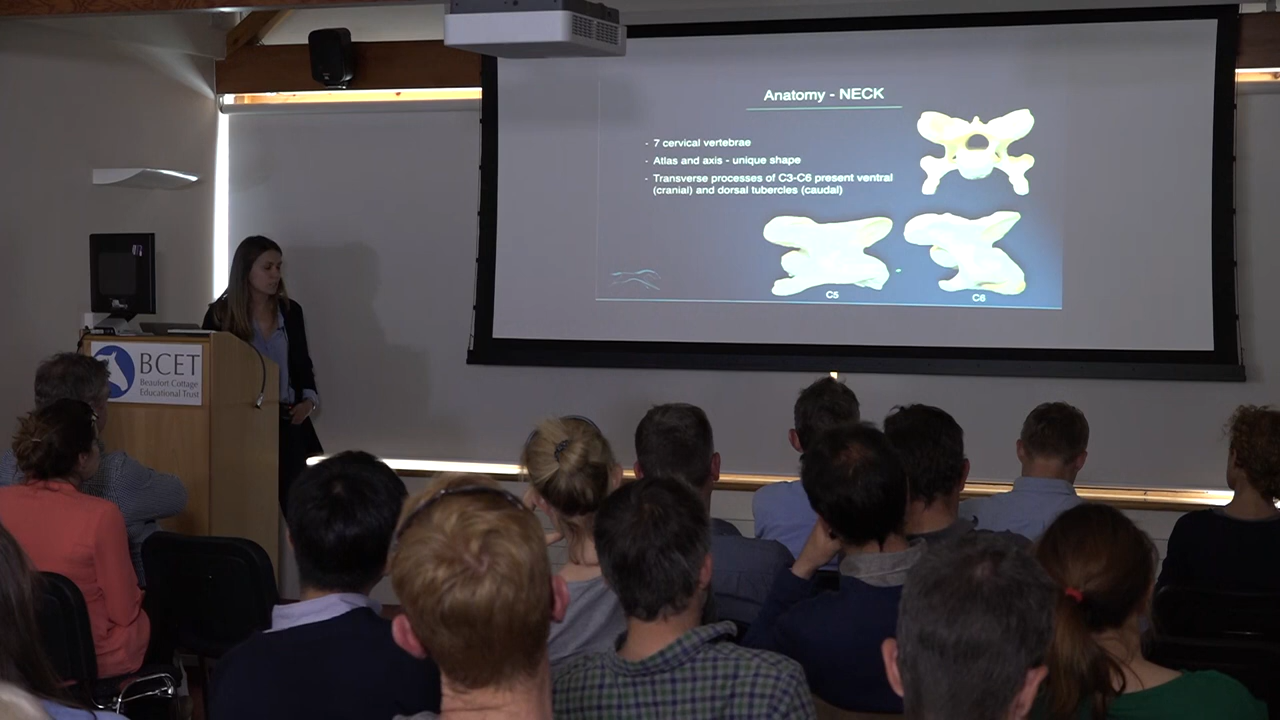 Anatomy - NECK
- 7 cervical vertebrae
- Atlas and axis - unique shape
- Transverse processes of C3-C6 present ventral
(cranial) and dorsal tubercles (caudal)
C5
C6
BCET
Beaufort Cottage
Educational Trust